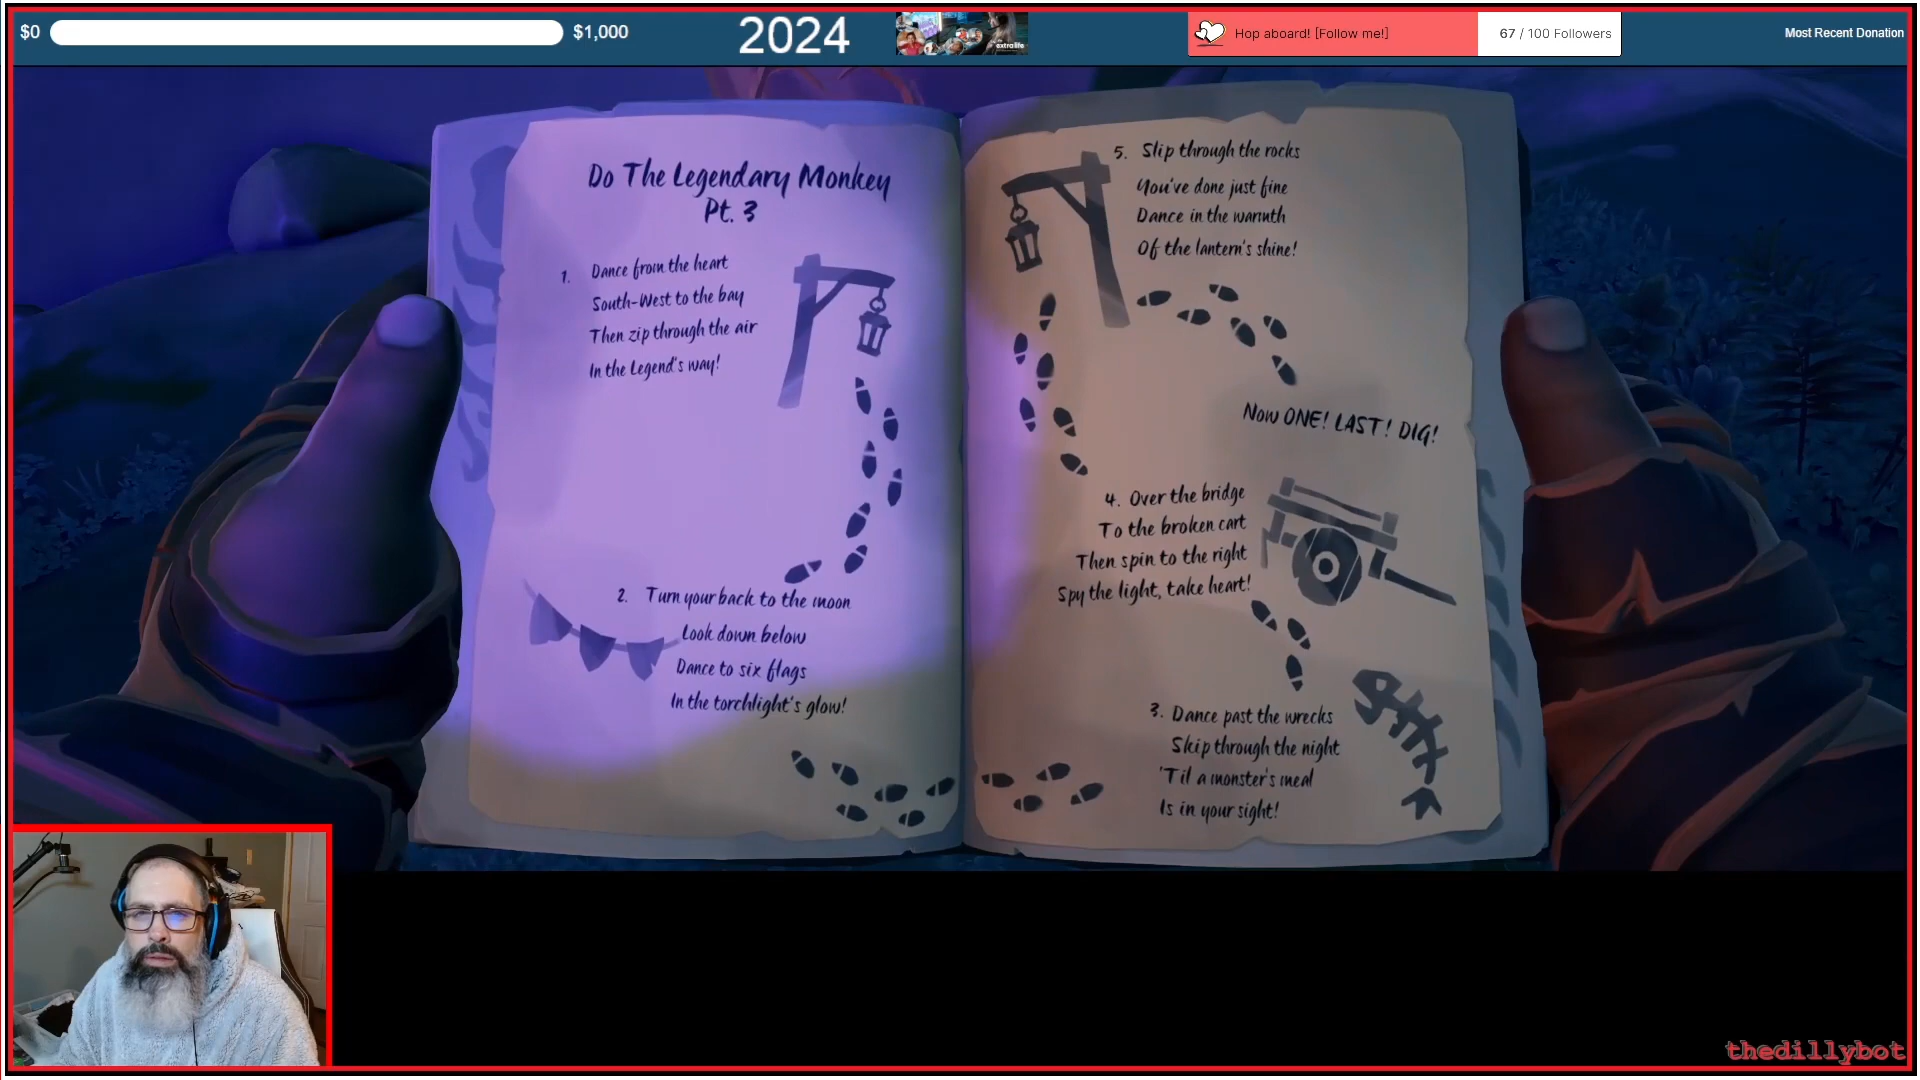 $0
$1,000
2024
extralife
Hop aboard! [Follow me!]
67 / 100 Followers
Most Recent Donation
Do The Legendary Monkey
Pt. 3
1. Dance from the heart
South-West to the bay
Then zip through the air
In the Legend's way!
2. Turn your back to the moon
Look down below
Dance to six flags
In the torchlight's glow!
3. Dance past the wrecks
Skip through the night
'Til a monster's meal
Is in your sight!
4. Over the bridge
To the broken cart
Then spin to the right
Spy the light, take heart!
5. Slip through the rocks
You've done just fine
Dance in the warmth
Of the lantern's shine!
Now ONE! LAST! DIG!
thedillybot